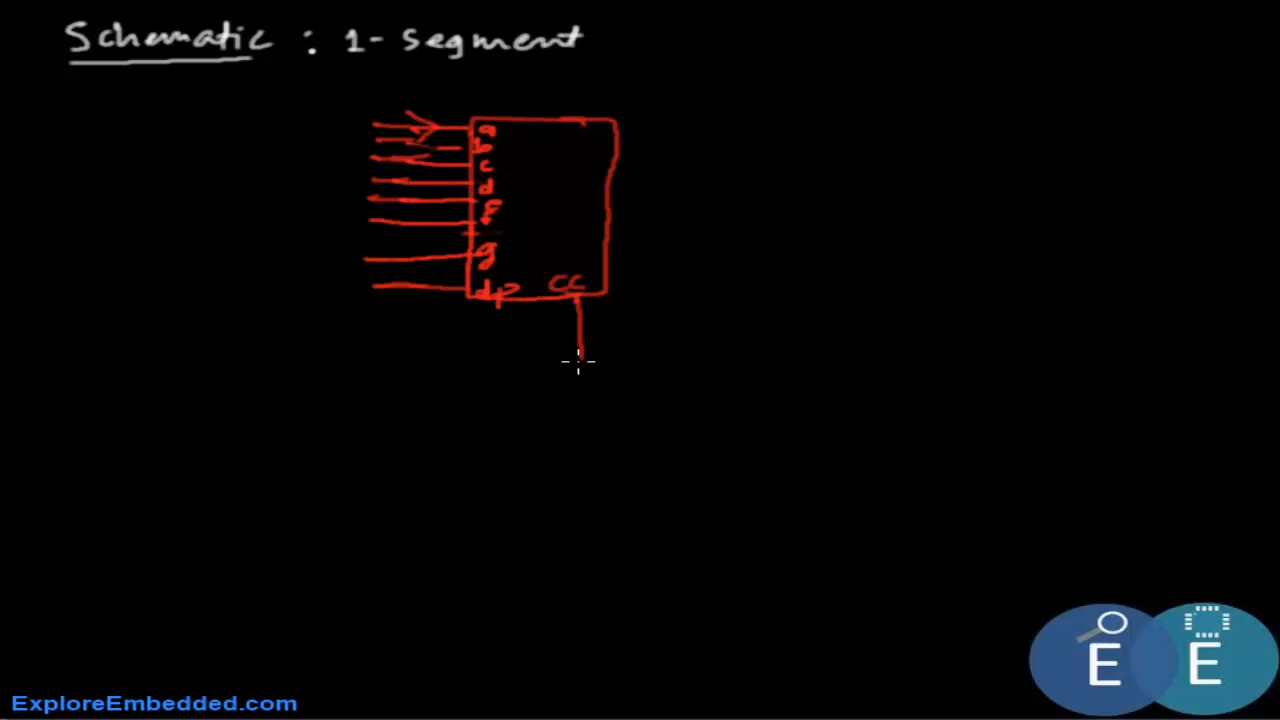 Schematic : 1- segment
a
b
c
d
g
dp CC
E E
ExploreEmbedded.com